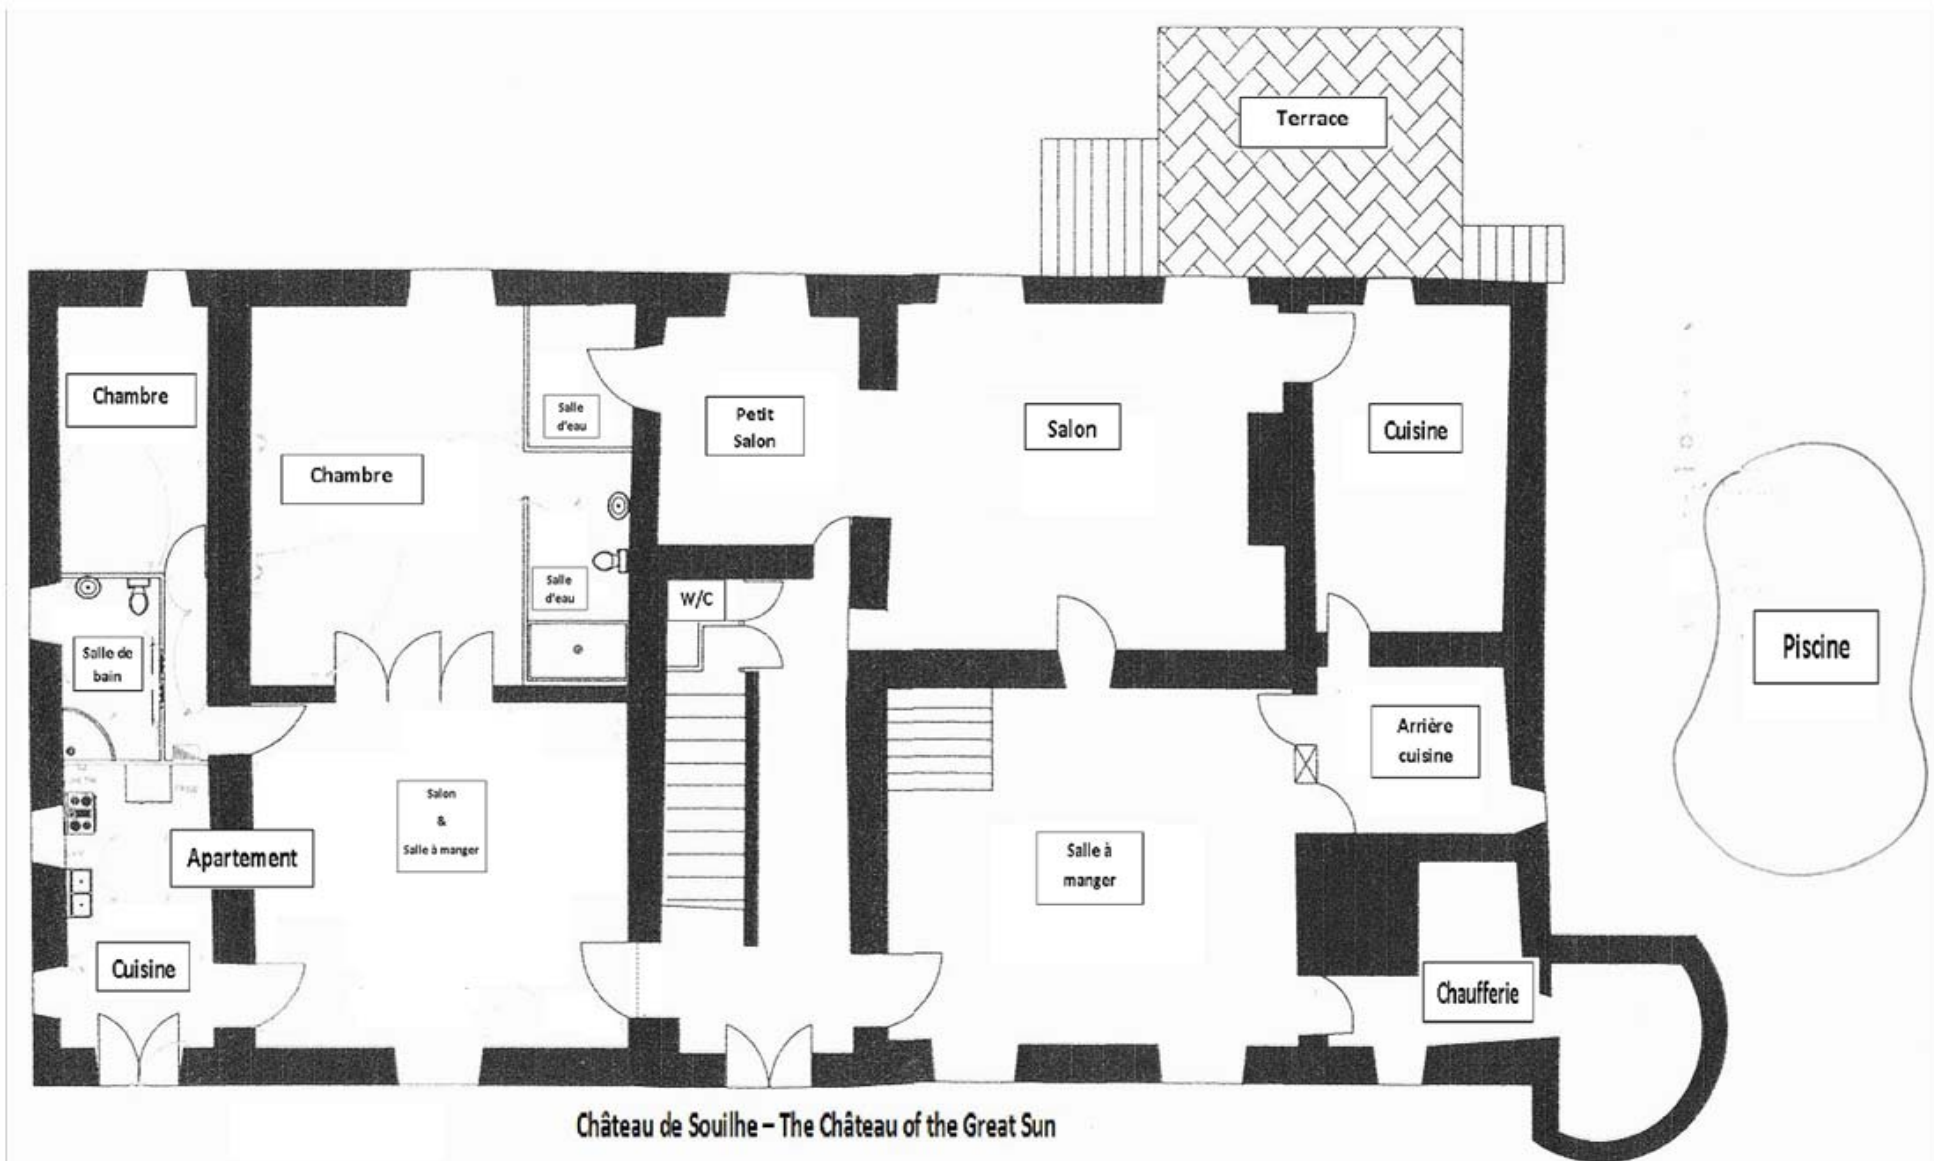 Terrace
Chambre
Salle
d'eau
Petit
Salon
Salon
Cuisine
Chambre
Salle
d'eau
W/C
Salle de
bain
Piscine
Arrière
cuisine
Salon
&
Salle à manger
Apartement
Salle à
manger
Cuisine
Chaufferie
Château de Souilhe – The Château of the Great Sun